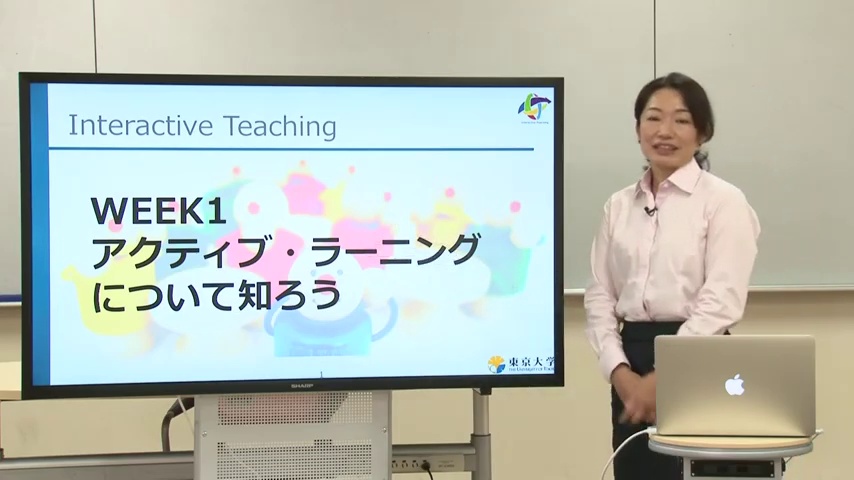 Interactive Teaching
WEEK1
アクティブ・ラーニング
について知ろう
東京大学
SHARP